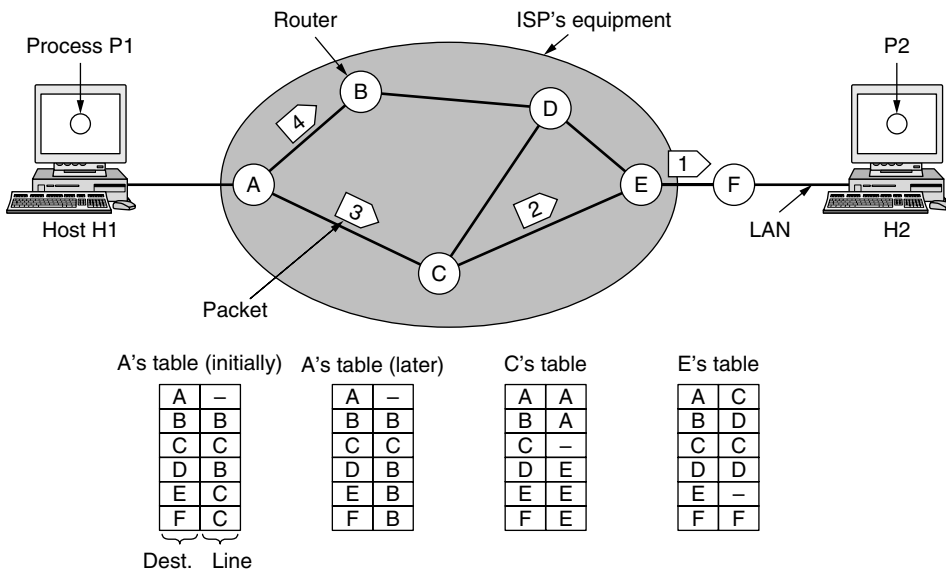 Router
ISP's equipment
Process P1
P2
B
D
4
1
A
E
F
3
2
Host H1
LAN
H2
C
Packet
A's table (initially)
A –
B B
C C
D B
E C
F C
Dest. Line
A's table (later)
A –
B B
C C
D B
E B
F B
C's table
A A
B A
C –
D E
E E
F E
E's table
A C
B D
C C
D D
E –
F F